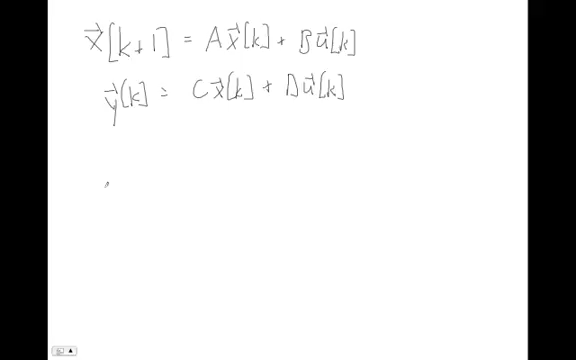 x⃗[k+1] = Ax⃗[k] + Bu⃗[k]
y⃗[k] = Cx⃗[k] + Du⃗[k]